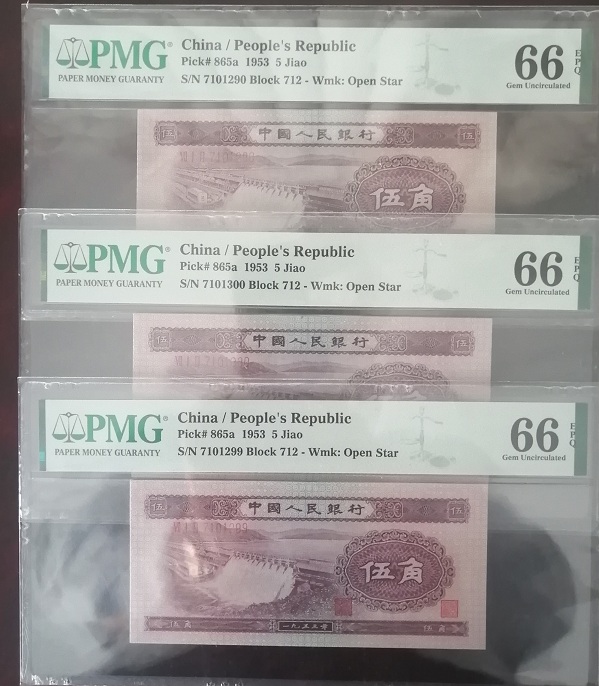 PMG®
PAPER MONEY GUARANTY
China / People's Republic
Pick# 865a 1953 5 Jiao
S/N 7101290 Block 712 - Wmk: Open Star
66
EPQ
Gem Uncirculated
中國人民銀行
伍
伍
伍角
PMG®
PAPER MONEY GUARANTY
China / People's Republic
Pick# 865a 1953 5 Jiao
S/N 7101300 Block 712 - Wmk: Open Star
66
EPQ
Gem Uncirculated
中國人民銀行
伍
伍
PMG®
PAPER MONEY GUARANTY
China / People's Republic
Pick# 865a 1953 5 Jiao
S/N 7101299 Block 712 - Wmk: Open Star
66
EPQ
Gem Uncirculated
中國人民銀行
伍
伍
伍角
伍角
一九五三年
伍角